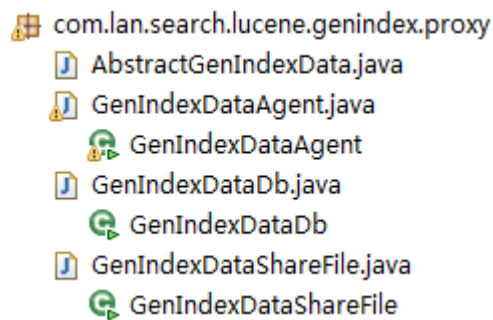 com.lan.search.lucene.genindex.proxy
AbstractGenIndexData.java
GenIndexDataAgent.java
GenIndexDataAgent
GenIndexDataDb.java
GenIndexDataDb
GenIndexDataShareFile.java
GenIndexDataShareFile